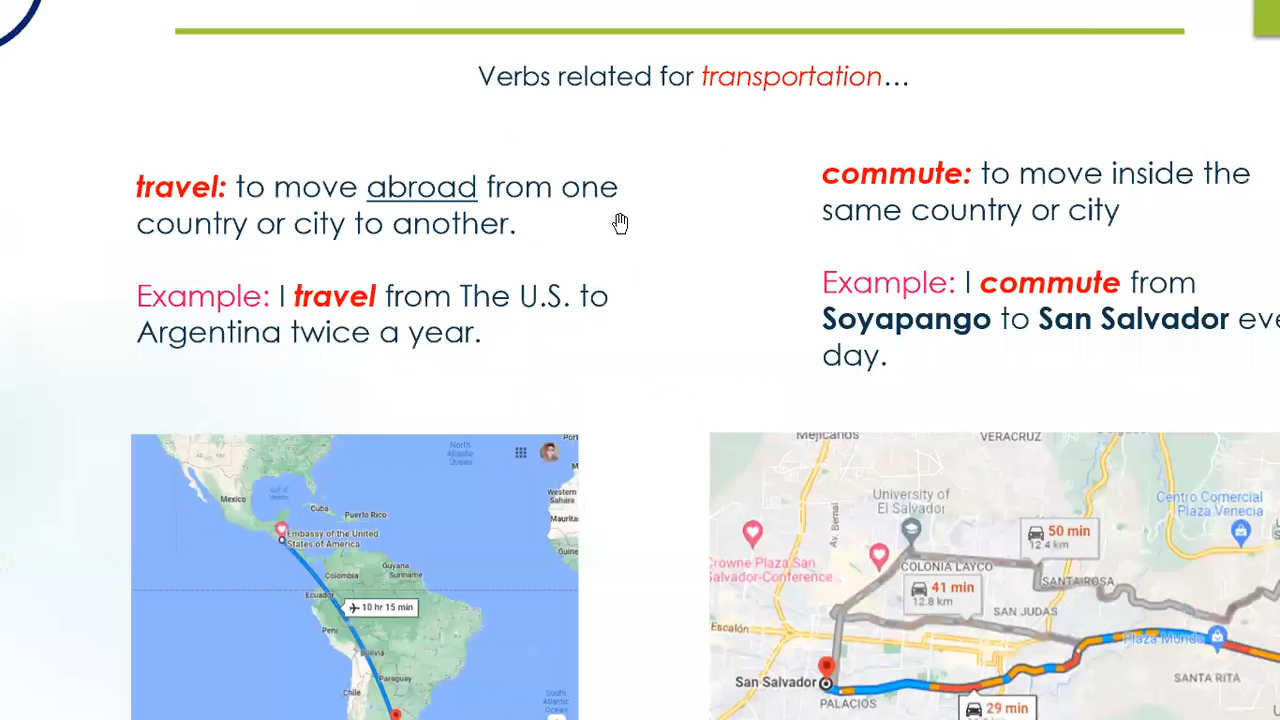 Verbs related for transportation…
travel: to move abroad from one
country or city to another.
Example: I travel from The U.S. to
Argentina twice a year.
commute: to move inside the
same country or city
Example: I commute from
Soyapango to San Salvador
day.
North
Atlantic
Ocean
Mexico
Cuba
Puerto Rico
Western
Sahara
Embassy of the United
States of America
Guyana
Suriname
Colombia
Ecuador
10 hr 15 min
Peru
Bolivia
Paraguay
Chile
South
Atlantic
Ocean
Mejicanos
VERACRUZ
University of
El Salvador
Centro Comercial
Plaza Venecia
Av. Bernal
50 min
12.4 km
Crowne Plaza San
Salvador-Conference...
COLONIA LAYCO
SANTA ROSA
41 min
12.8 km
SAN JUDAS
Escalón
Plaza Mundo
San Salvador
SANTA RITA
PALACIOS
29 min